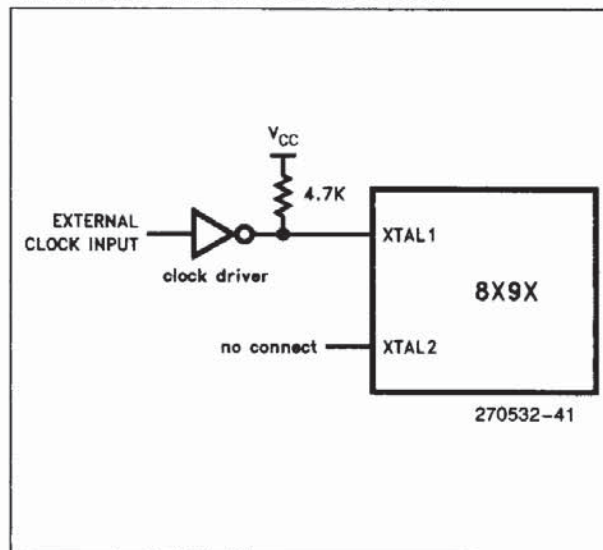 VCC
4.7K
EXTERNAL
CLOCK INPUT
clock driver
XTAL1
8X9X
no connect
XTAL2
270532-41